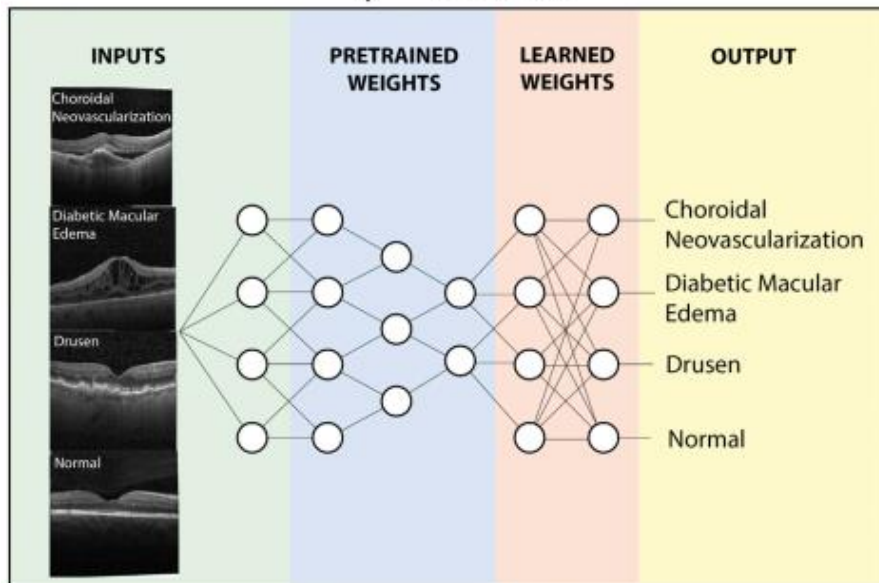 INPUTS
PRETRAINED
WEIGHTS
LEARNED
WEIGHTS
OUTPUT
Choroidal
Neovascularization
Diabetic Macular
Edema
Drusen
Normal
Choroidal
Neovascularization
Diabetic Macular
Edema
Drusen
Normal